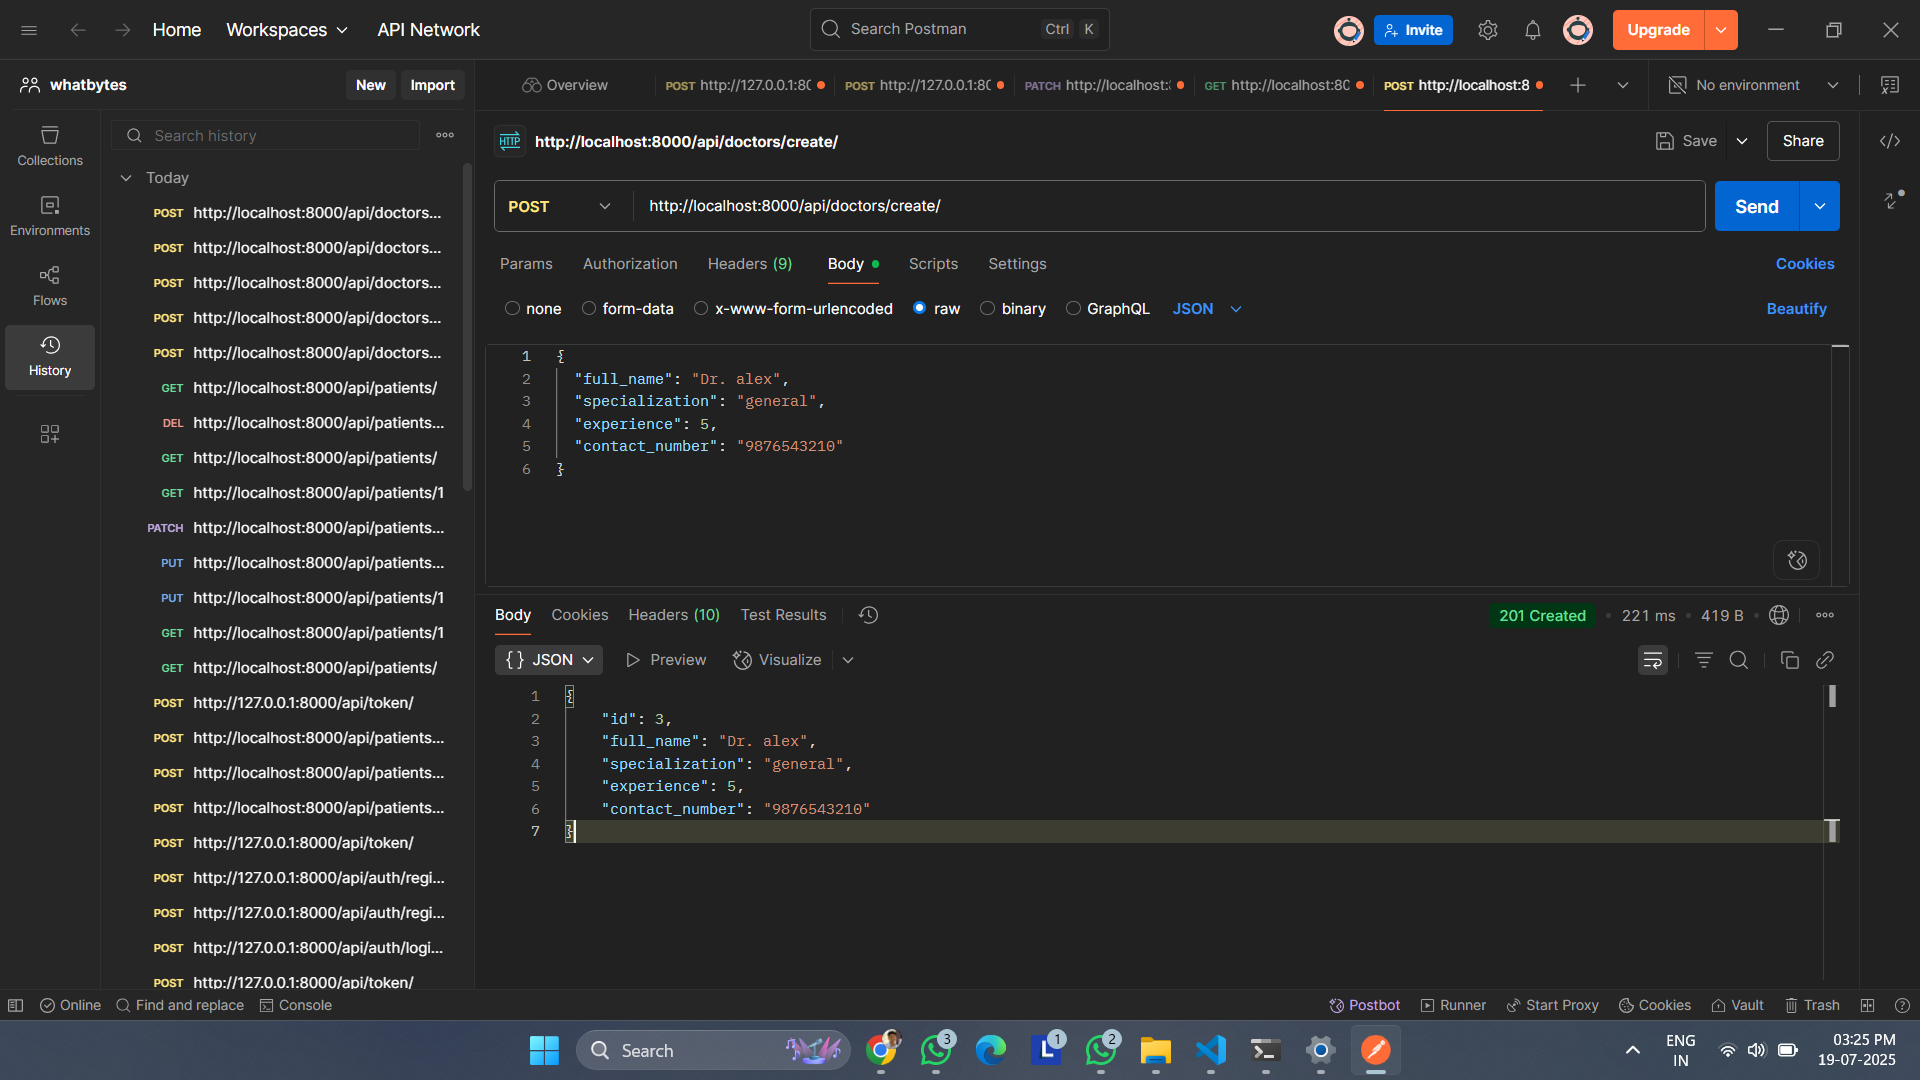 Home Workspaces API Network Search Postman Ctrl K Invite Upgrade
whatbytes New Import Overview POST http://127.0.0.1:80 POST http://127.0.0.1:80 PATCH http://localhost: GET http://localhost:80 POST http://localhost:8 No environment
Search history
Collections
Environments
Flows
History
Today
POST http://localhost:8000/api/doctors...
POST http://localhost:8000/api/doctors...
POST http://localhost:8000/api/doctors...
POST http://localhost:8000/api/doctors...
POST http://localhost:8000/api/doctors...
GET http://localhost:8000/api/patients/
DEL http://localhost:8000/api/patients...
GET http://localhost:8000/api/patients/
GET http://localhost:8000/api/patients/1
PATCH http://localhost:8000/api/patients...
PUT http://localhost:8000/api/patients...
PUT http://localhost:8000/api/patients/1
GET http://localhost:8000/api/patients/1
GET http://localhost:8000/api/patients/
POST http://127.0.0.1:8000/api/token/
POST http://localhost:8000/api/patients...
POST http://localhost:8000/api/patients...
POST http://localhost:8000/api/patients...
POST http://127.0.0.1:8000/api/token/
POST http://127.0.0.1:8000/api/auth/regi...
POST http://127.0.0.1:8000/api/auth/regi...
POST http://127.0.0.1:8000/api/auth/logi...
POST http://127.0.0.1:8000/api/token/
HTTP http://localhost:8000/api/doctors/create/ Save Share
POST http://localhost:8000/api/doctors/create/ Send
Params Authorization Headers (9) Body Scripts Settings Cookies
none form-data x-www-form-urlencoded raw binary GraphQL JSON Beautify
1 {
2 "full_name": "Dr. alex",
3 "specialization": "general",
4 "experience": 5,
5 "contact_number": "9876543210"
6 }
Body Cookies Headers (10) Test Results 201 Created 221 ms 419 B
{} JSON Preview Visualize
1 {
2 "id": 3,
3 "full_name": "Dr. alex",
4 "specialization": "general",
5 "experience": 5,
6 "contact_number": "9876543210"
7 }
Online Find and replace Console Postbot Runner Start Proxy Cookies Vault Trash
Search 3 L 1 2 ENG IN 03:25 PM
19-07-2025